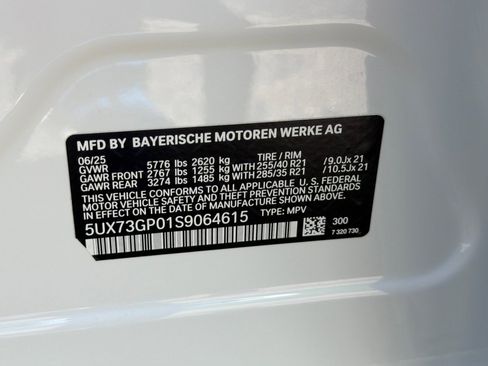 MFD BY BAYERISCHE MOTOREN WERKE AG
06/25 TIRE / RIM
GVWR 5776 lbs 2620 kg
GAWR FRONT 2767 lbs 1255 kg 255/40 R21 /9.0Jx 21
GAWR REAR 3274 lbs 1485 kg 285/35 R21 /10.5Jx 21
THIS VEHICLE CONFORMS TO ALL APPLICABLE U.S. FEDERAL
MOTOR VEHICLE SAFETY AND THEFT PREVENTION STANDARDS
IN EFFECT ON THE DATE OF MANUFACTURE SHOWN ABOVE.
5UX73GP01S9064615 TYPE: MPV
300
7 320 730